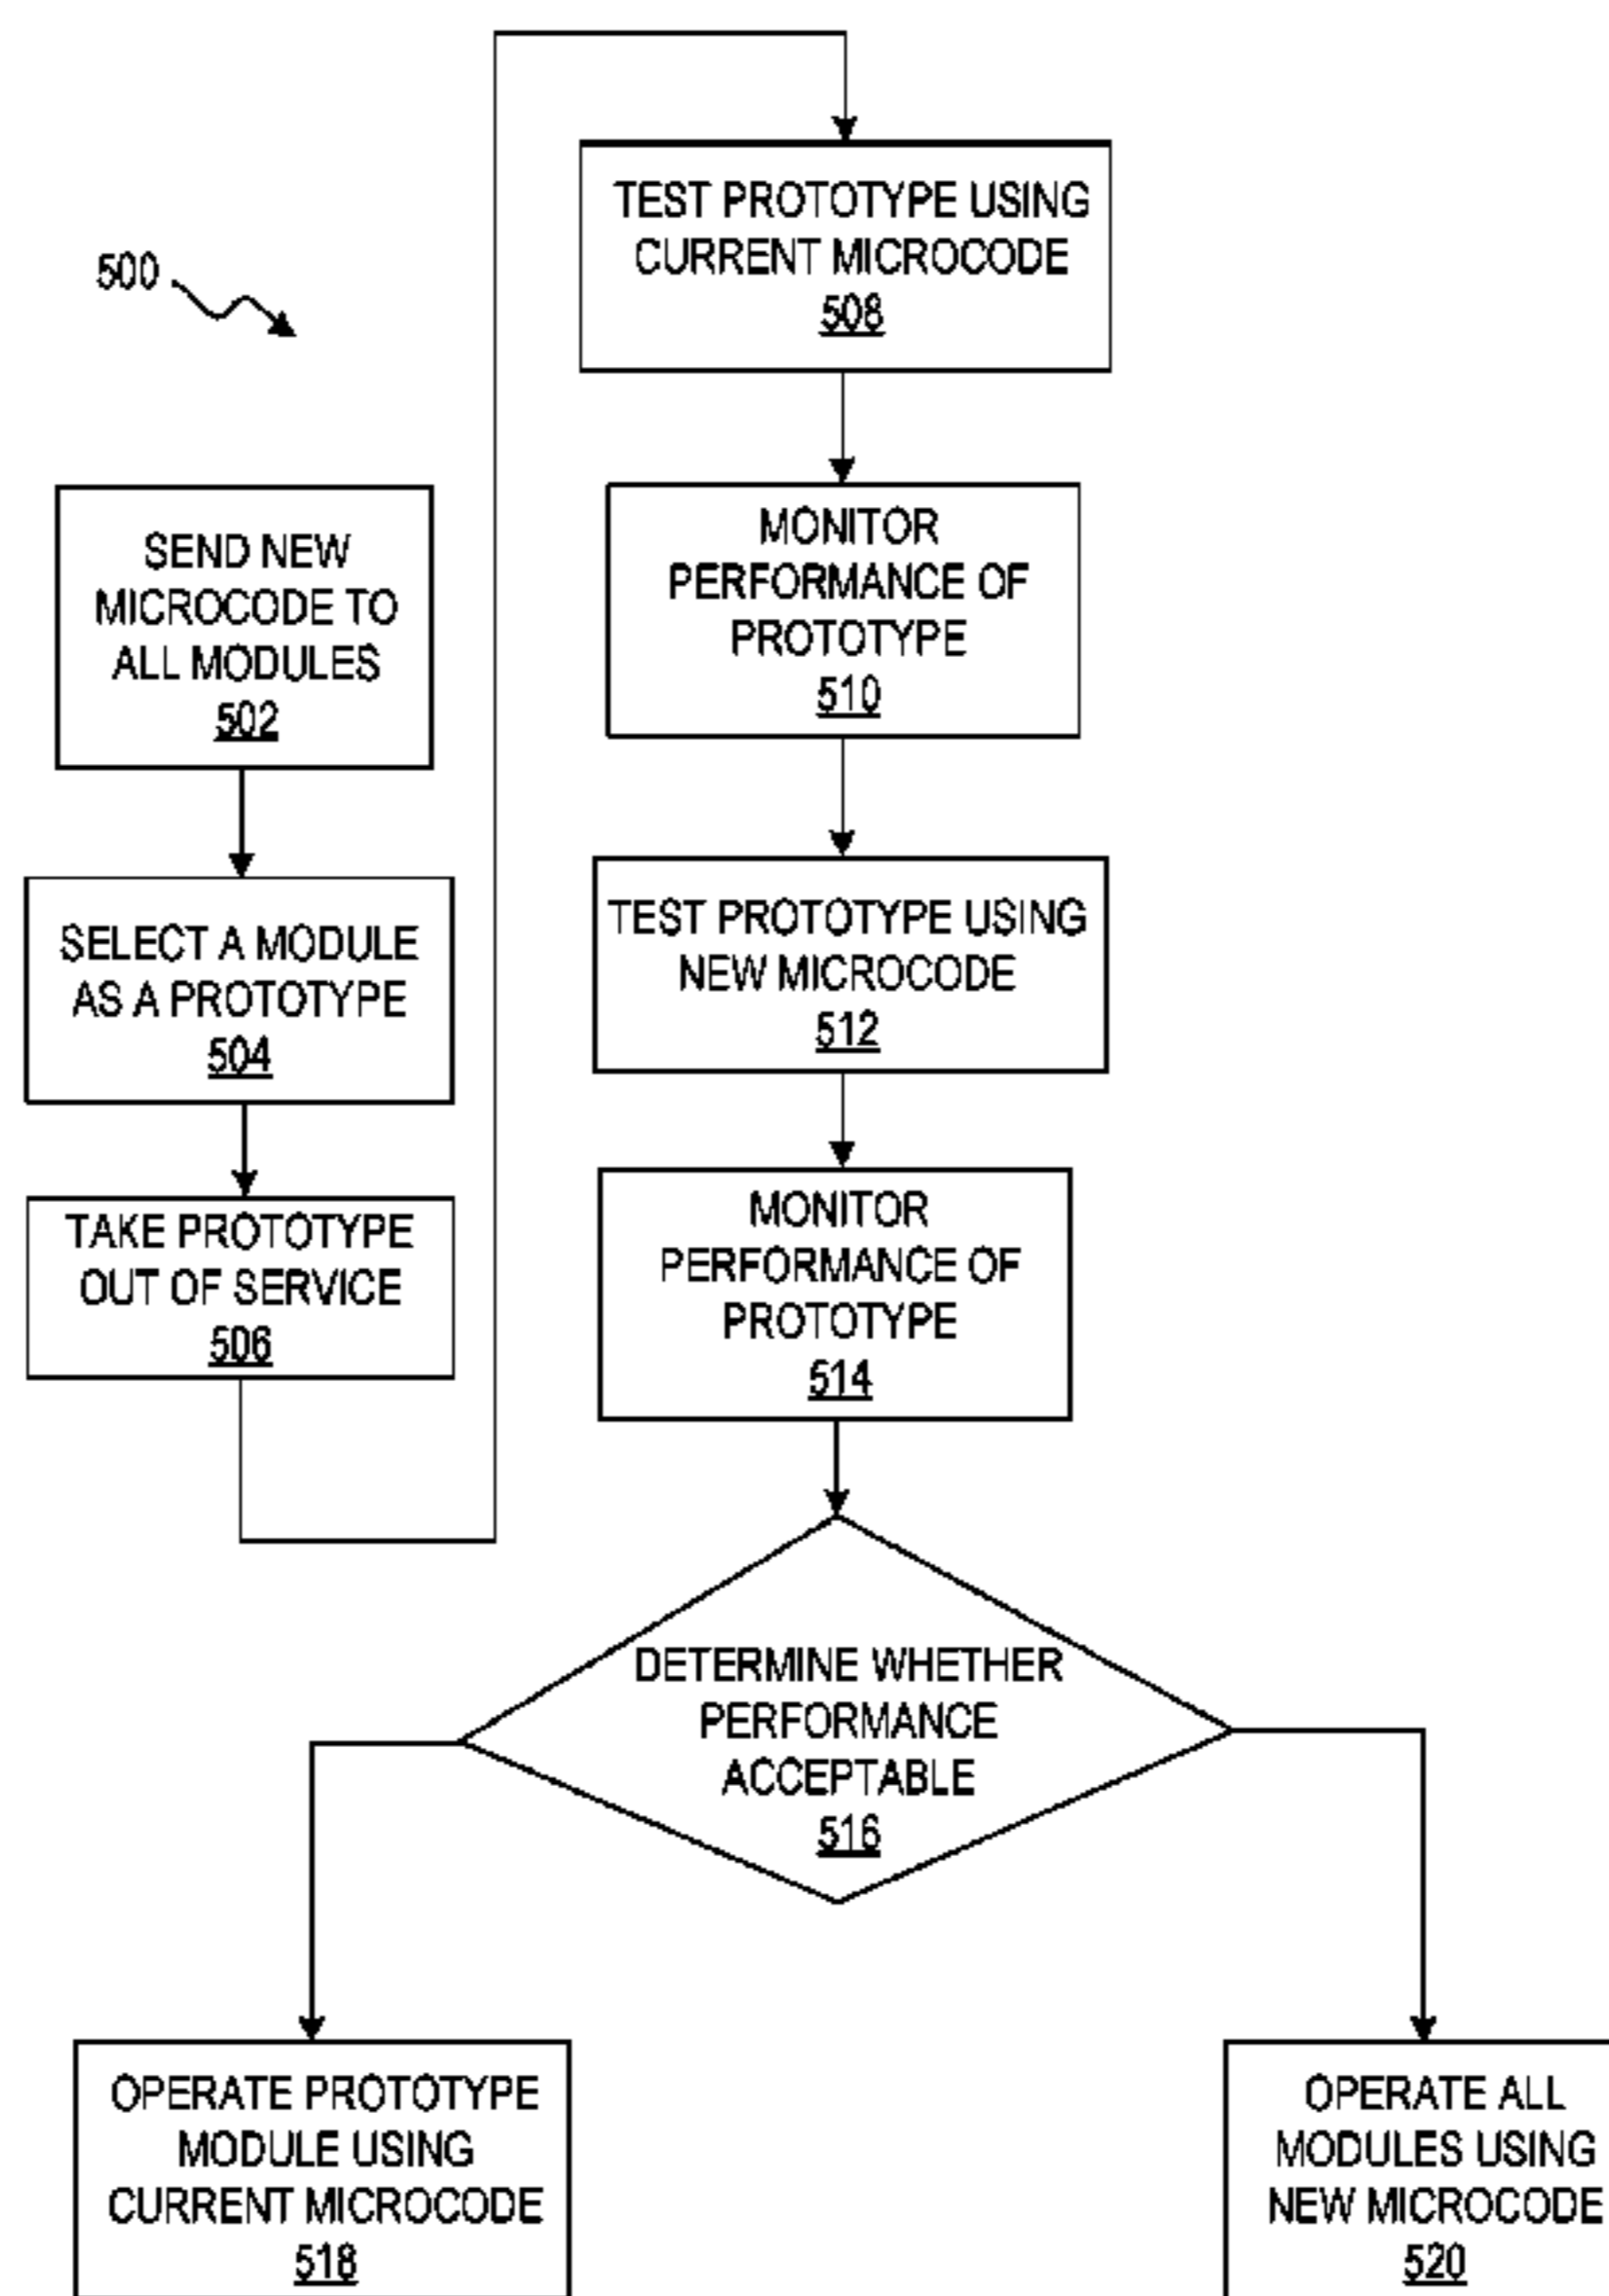 500
SEND NEW
MICROCODE TO
ALL MODULES
502
SELECT A MODULE
AS A PROTOTYPE
504
TAKE PROTOTYPE
OUT OF SERVICE
506
TEST PROTOTYPE USING
CURRENT MICROCODE
508
MONITOR
PERFORMANCE OF
PROTOTYPE
510
TEST PROTOTYPE USING
NEW MICROCODE
512
MONITOR
PERFORMANCE OF
PROTOTYPE
514
DETERMINE WHETHER
PERFORMANCE
ACCEPTABLE
516
OPERATE PROTOTYPE
MODULE USING
CURRENT MICROCODE
518
OPERATE ALL
MODULES USING
NEW MICROCODE
520